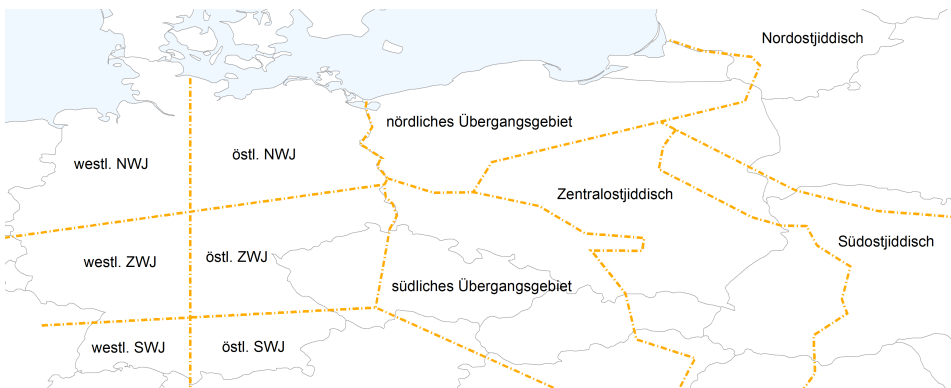 Nordostjiddisch
nördliches Übergangsgebiet
westl. NWJ
östl. NWJ
Zentralostjiddisch
Südostjiddisch
westl. ZWJ
östl. ZWJ
südliches Übergangsgebiet
westl. SWJ
östl. SWJ